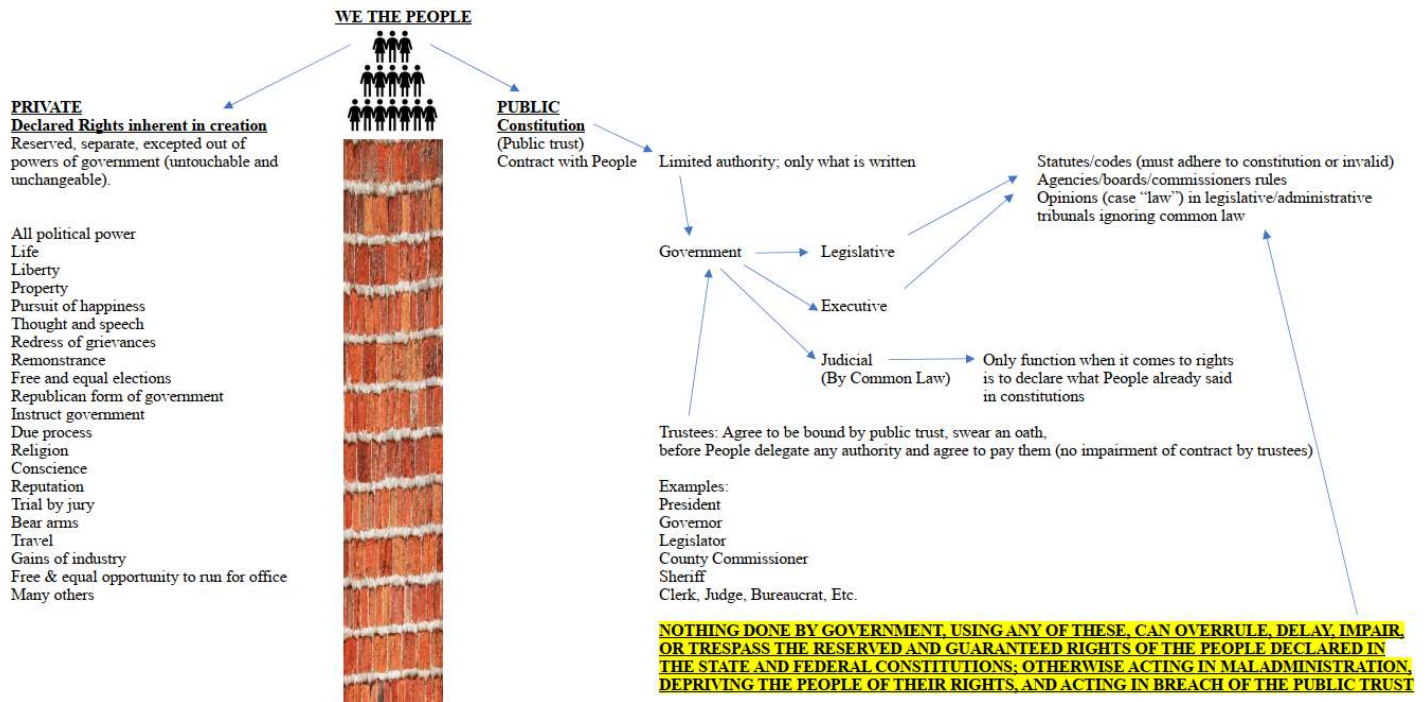 WE THE PEOPLE
PRIVATE
Declared Rights inherent in creation
Reserved, separate, excepted out of
powers of government (untouchable and
unchangeable).
All political power
Life
Liberty
Property
Pursuit of happiness
Thought and speech
Redress of grievances
Remonstrance
Free and equal elections
Republican form of government
Instruct government
Due process
Religion
Conscience
Reputation
Trial by jury
Bear arms
Travel
Gains of industry
Free & equal opportunity to run for office
Many others
PUBLIC
Constitution
(Public trust)
Contract with People
Limited authority; only what is written
Statutes/codes (must adhere to constitution or invalid)
Agencies/boards/commissioners rules
Opinions (case “law”) in legislative/administrative
tribunals ignoring common law
Government
Legislative
Executive
Judicial
(By Common Law)
Only function when it comes to rights
is to declare what People already said
in constitutions
Trustees: Agree to be bound by public trust, swear an oath,
before People delegate any authority and agree to pay them (no impairment of contract by trustees)
Examples:
President
Governor
Legislator
County Commissioner
Sheriff
Clerk, Judge, Bureaucrat, Etc.
NOTHING DONE BY GOVERNMENT, USING ANY OF THESE, CAN OVERRULE, DELAY, IMPAIR,
OR TRESPASS THE RESERVED AND GUARANTEED RIGHTS OF THE PEOPLE DECLARED IN
THE STATE AND FEDERAL CONSTITUTIONS; OTHERWISE ACTING IN MALADMINISTRATION,
DEPRIVING THE PEOPLE OF THEIR RIGHTS, AND ACTING IN BREACH OF THE PUBLIC TRUST